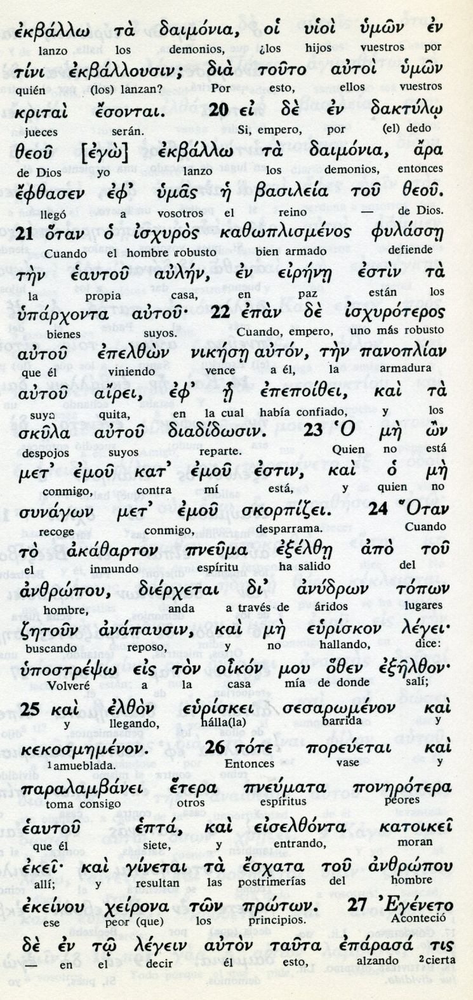 ἐκβάλλω τὰ δαιμόνια, οἱ υἱοὶ ὑμῶν ἐν
lanzo los demonios, ¿los hijos vuestros por
τίνι ἐκβάλλουσιν; διὰ τοῦτο αὐτοὶ ὑμῶν
quién (los) lanzan? Por esto, ellos vuestros
κριταὶ ἔσονται. 20 εἰ δὲ ἐν δακτύλῳ
jueces serán. Si, empero, por (el) dedo
θεοῦ [ἐγὼ] ἐκβάλλω τὰ δαιμόνια, ἄρα
de Dios yo lanzo los demonios, entonces
ἔφθασεν ἐφ' ὑμᾶς ἡ βασιλεία τοῦ θεοῦ.
llegó a vosotros el reino — de Dios.
21 ὅταν ὁ ἰσχυρὸς καθωπλισμένος φυλάσσῃ
Cuando el hombre robusto bien armado defiende
τὴν ἑαυτοῦ αὐλήν, ἐν εἰρήνῃ ἐστὶν τὰ
la propia casa, en paz están los
ὑπάρχοντα αὐτοῦ· 22 ἐπὰν δὲ ἰσχυρότερος
bienes suyos. Cuando, empero, uno más robusto
αὐτοῦ ἐπελθὼν νικήσῃ αὐτόν, τὴν πανοπλίαν
que él viniendo vence a él, la armadura
αὐτοῦ αἴρει, ἐφ' ᾗ ἐπεποίθει, καὶ τὰ
suya quita, en la cual había confiado, y los
σκῦλα αὐτοῦ διαδίδωσιν. 23 Ὁ μὴ ὢν
despojos suyos reparte. Quien no está
μετ' ἐμοῦ κατ' ἐμοῦ ἐστιν, καὶ ὁ μὴ
conmigo, contra mí está, y quien no
συνάγων μετ' ἐμοῦ σκορπίζει. 24 Ὅταν
recoge conmigo, desparrama. Cuando
τὸ ἀκάθαρτον πνεῦμα ἐξέλθῃ ἀπὸ τοῦ
el inmundo espíritu ha salido del
ἀνθρώπου, διέρχεται δι' ἀνύδρων τόπων
hombre, anda a través de áridos lugares
ζητοῦν ἀνάπαυσιν, καὶ μὴ εὑρίσκον λέγει·
buscando reposo, y no hallando, dice:
ὑποστρέψω εἰς τὸν οἶκόν μου ὅθεν ἐξῆλθον·
Volveré a la casa mía de donde salí;
25 καὶ ἐλθὸν εὑρίσκει σεσαρωμένον καὶ
y llegando, hálla(la) barrida y
κεκοσμημένον. 26 τότε πορεύεται καὶ
¹amueblada. Entonces vase y
παραλαμβάνει ἕτερα πνεύματα πονηρότερα
toma consigo otros espíritus peores
ἑαυτοῦ ἑπτά, καὶ εἰσελθόντα κατοικεῖ
que él siete, y entrando, moran
ἐκεῖ· καὶ γίνεται τὰ ἔσχατα τοῦ ἀνθρώπου
allí; y resultan las postrimerías del hombre
ἐκείνου χείρονα τῶν πρώτων. 27 Ἐγένετο
ese peor (que) los principios. Aconteció
δὲ ἐν τῷ λέγειν αὐτὸν ταῦτα ἐπάρασά τις
— en el decir él esto, alzando ²cierta